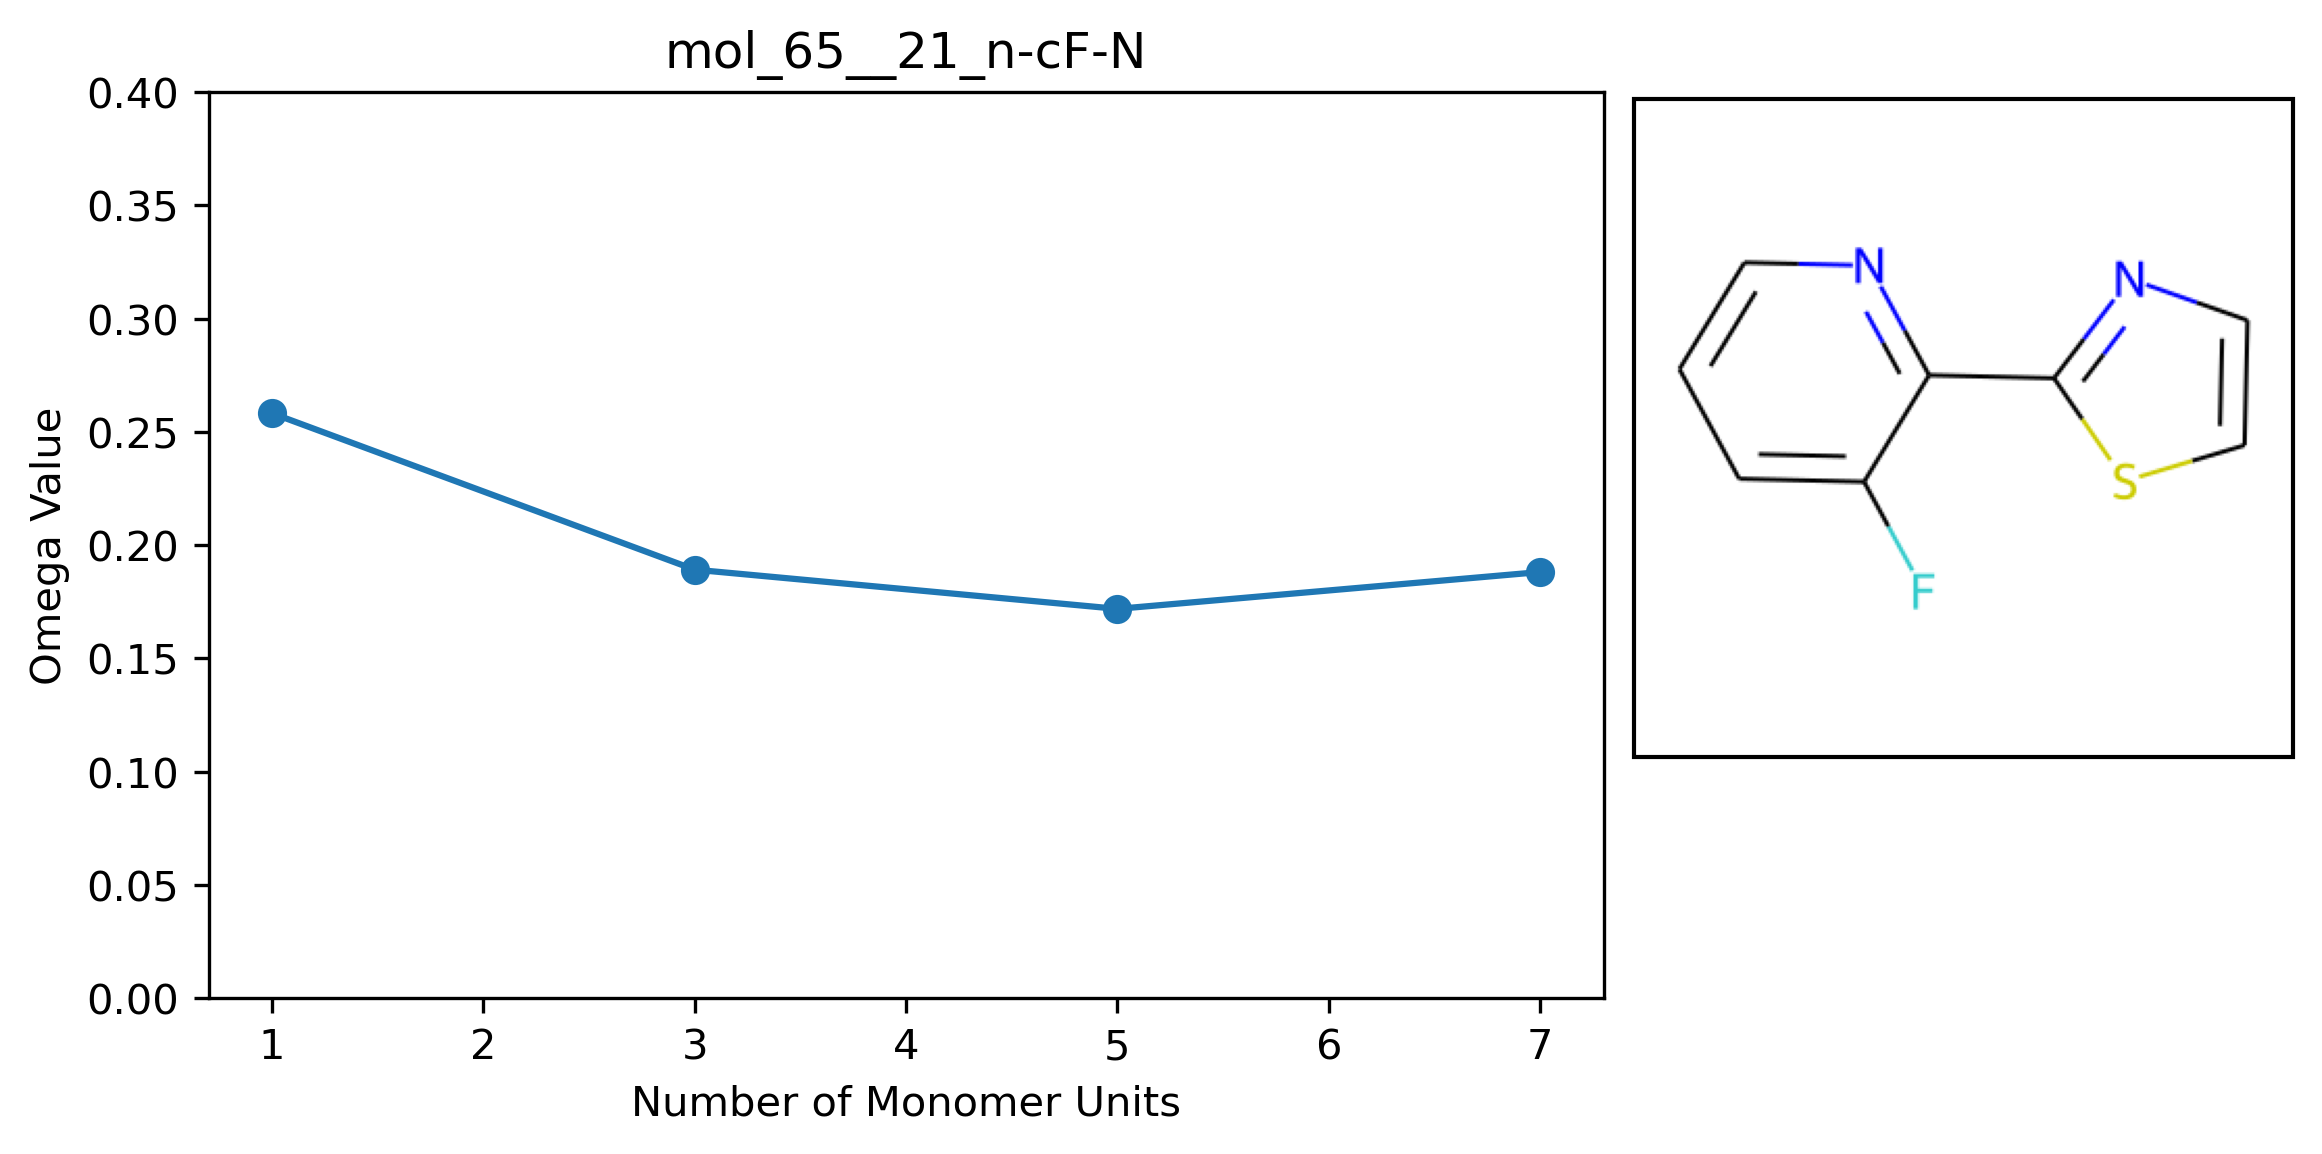 mol_65__21_n-cF-N
0.40
0.35
0.30
0.25
0.20
0.15
0.10
0.05
0.00
Omega Value
1 2 3 4 5 6 7
Number of Monomer Units
N
N
S
F